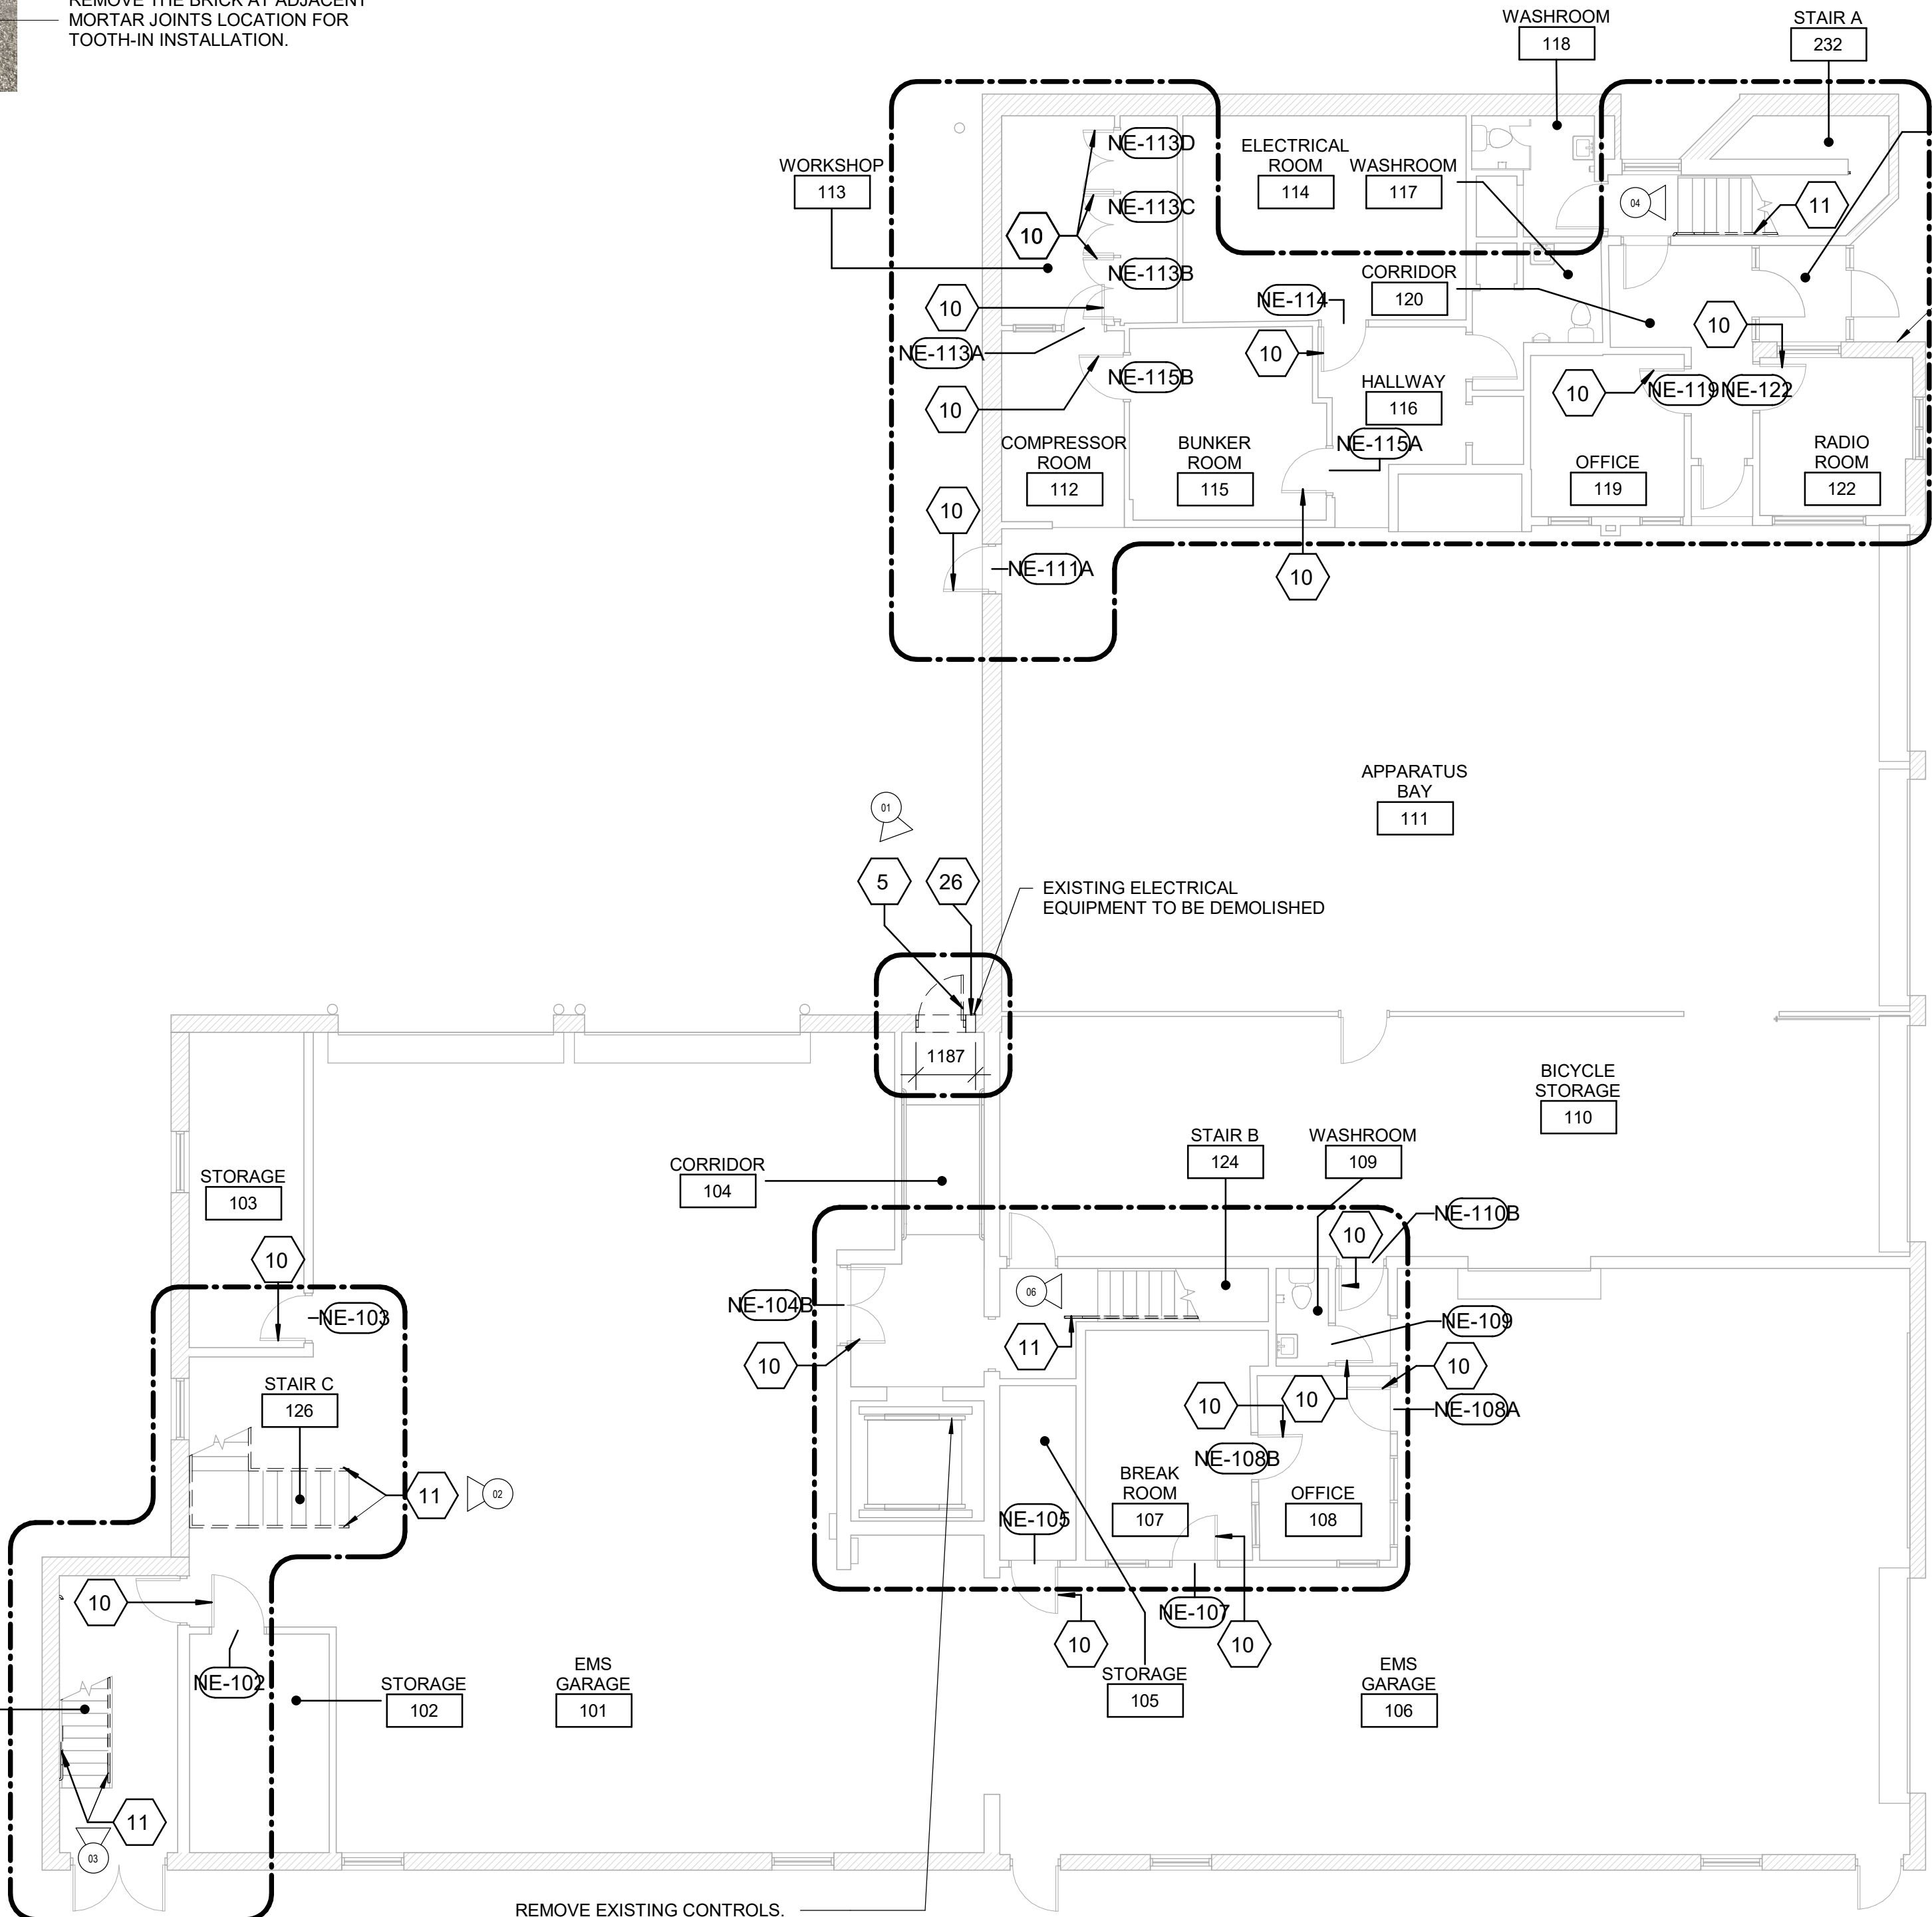 REMOVE THE BRICK AT ADJACENT
MORTAR JOINTS LOCATION FOR
TOOTH-IN INSTALLATION.
WASHROOM
118
STAIR A
232
WORKSHOP
113
NE-113D
ELECTRICAL
ROOM
114
WASHROOM
117
NE-113C
04
11
10
NE-113B
CORRIDOR
120
10
NE-114
10
NE-113A
10
NE-115B
10
HALLWAY
116
10
NE-119
NE-122
COMPRESSOR
ROOM
112
BUNKER
ROOM
115
NE-115A
OFFICE
119
RADIO
ROOM
122
10
NE-111A
10
APPARATUS
BAY
111
01
5
26
EXISTING ELECTRICAL
EQUIPMENT TO BE DEMOLISHED
1187
BICYCLE
STORAGE
110
STAIR B
124
WASHROOM
109
CORRIDOR
104
STORAGE
103
NE-110B
10
10
NE-103
NE-104B
06
11
NE-109
10
10
10
STAIR C
126
10
NE-108A
NE-108B
11
02
BREAK
ROOM
107
OFFICE
108
NE-105
10
NE-107
10
10
NE-102
STORAGE
102
EMS
GARAGE
101
STORAGE
105
EMS
GARAGE
106
11
03
REMOVE EXISTING CONTROLS.